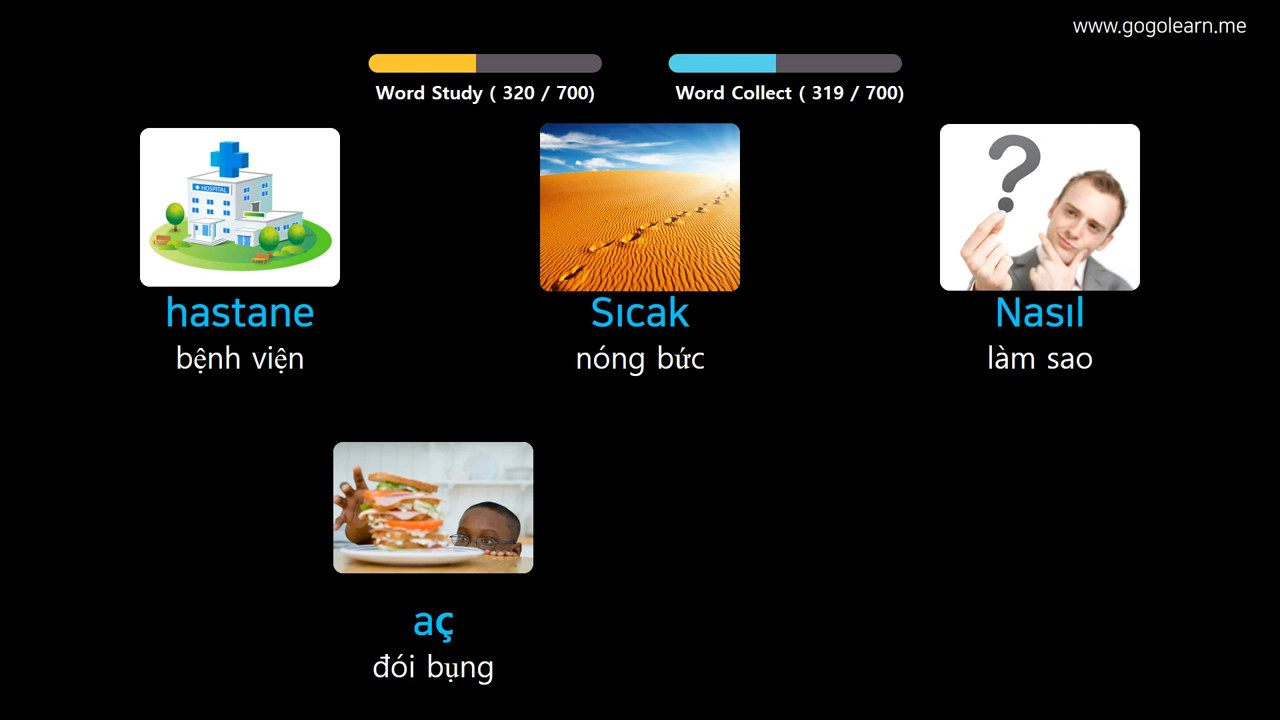 www.gogolearn.me
Word Study ( 320 / 700)
Word Collect ( 319 / 700)
HOSPITAL
hastane
bệnh viện
Sıcak
nóng bức
?
Nasıl
làm sao
aç
đói bụng